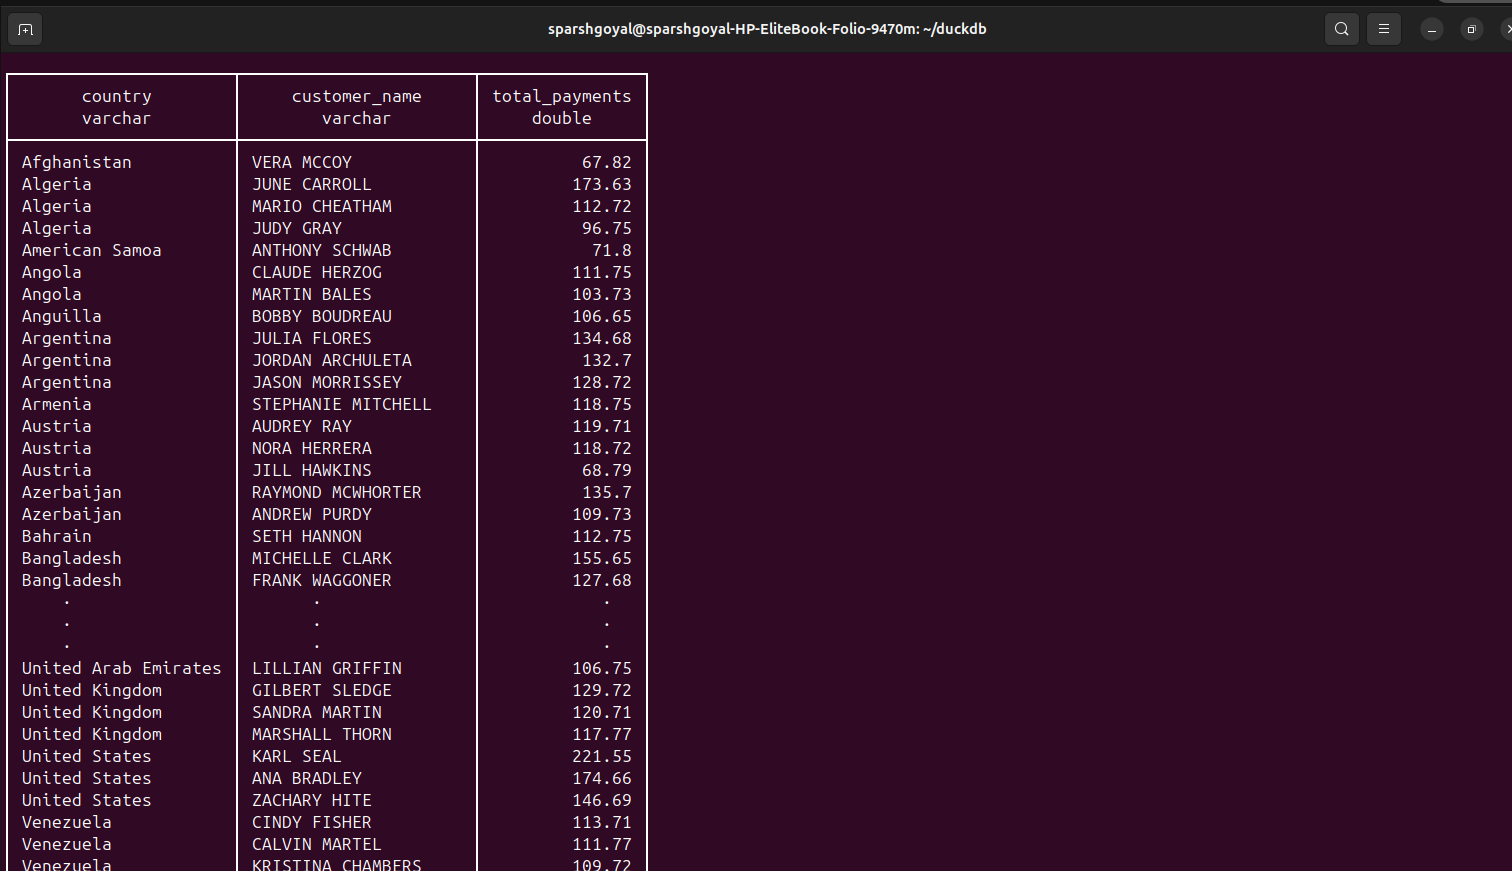 sparshgoyal@sparshgoyal-HP-EliteBook-Folio-9470m: ~/duckdb
country customer_name total_payments
varchar varchar double
Afghanistan VERA MCCOY 67.82
Algeria JUNE CARROLL 173.63
Algeria MARIO CHEATHAM 112.72
Algeria JUDY GRAY 96.75
American Samoa ANTHONY SCHWAB 71.8
Angola CLAUDE HERZOG 111.75
Angola MARTIN BALES 103.73
Anguilla BOBBY BOUDREAU 106.65
Argentina JULIA FLORES 134.68
Argentina JORDAN ARCHULETA 132.7
Argentina JASON MORRISSEY 128.72
Armenia STEPHANIE MITCHELL 118.75
Austria AUDREY RAY 119.71
Austria NORA HERRERA 118.72
Austria JILL HAWKINS 68.79
Azerbaijan RAYMOND MCWHORTER 135.7
Azerbaijan ANDREW PURDY 109.73
Bahrain SETH HANNON 112.75
Bangladesh MICHELLE CLARK 155.65
Bangladesh FRANK WAGGONER 127.68
. . .
. . .
. . .
United Arab Emirates LILLIAN GRIFFIN 106.75
United Kingdom GILBERT SLEDGE 129.72
United Kingdom SANDRA MARTIN 120.71
United Kingdom MARSHALL THORN 117.77
United States KARL SEAL 221.55
United States ANA BRADLEY 174.66
United States ZACHARY HITE 146.69
Venezuela CINDY FISHER 113.71
Venezuela CALVIN MARTEL 111.77
Venezuela KRISTINA CHAMBERS 109.72